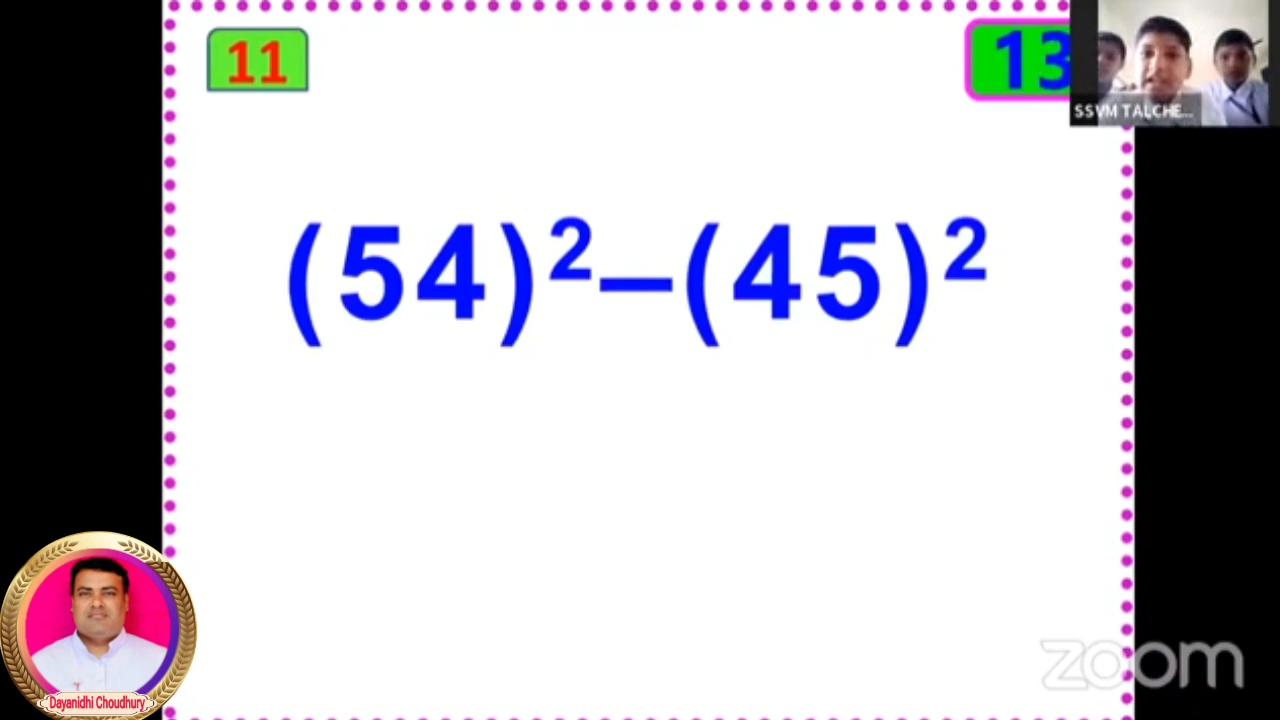 11
13
SSVM TALCHE...
(54)²–(45)²
Dayanidhi Choudhury
zoom